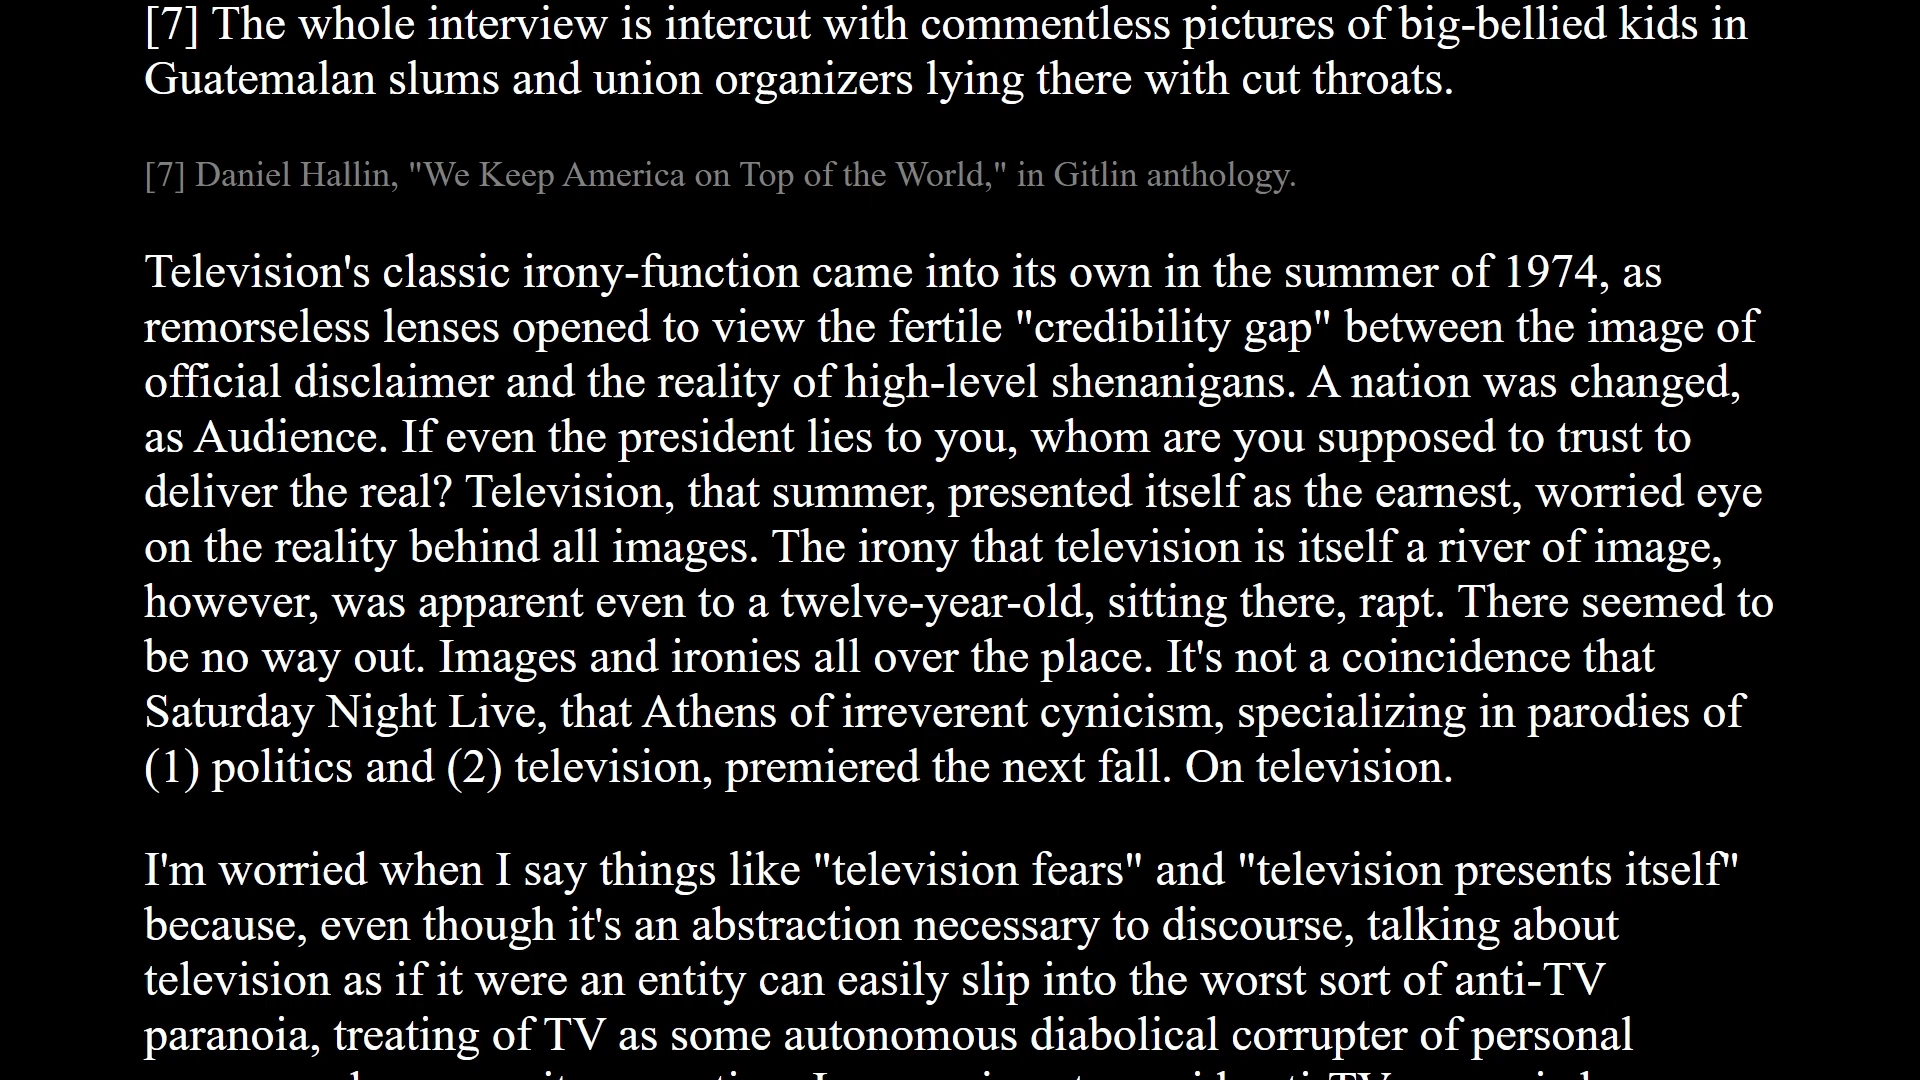 [7] The whole interview is intercut with commentless pictures of big-bellied kids in
Guatemalan slums and union organizers lying there with cut throats.
[7] Daniel Hallin, "We Keep America on Top of the World," in Gitlin anthology.
Television's classic irony-function came into its own in the summer of 1974, as
remorseless lenses opened to view the fertile "credibility gap" between the image of
official disclaimer and the reality of high-level shenanigans. A nation was changed,
as Audience. If even the president lies to you, whom are you supposed to trust to
deliver the real? Television, that summer, presented itself as the earnest, worried eye
on the reality behind all images. The irony that television is itself a river of image,
however, was apparent even to a twelve-year-old, sitting there, rapt. There seemed to
be no way out. Images and ironies all over the place. It's not a coincidence that
Saturday Night Live, that Athens of irreverent cynicism, specializing in parodies of
(1) politics and (2) television, premiered the next fall. On television.
I'm worried when I say things like "television fears" and "television presents itself"
because, even though it's an abstraction necessary to discourse, talking about
television as if it were an entity can easily slip into the worst sort of anti-TV
paranoia, treating of TV as some autonomous diabolical corrupter of personal